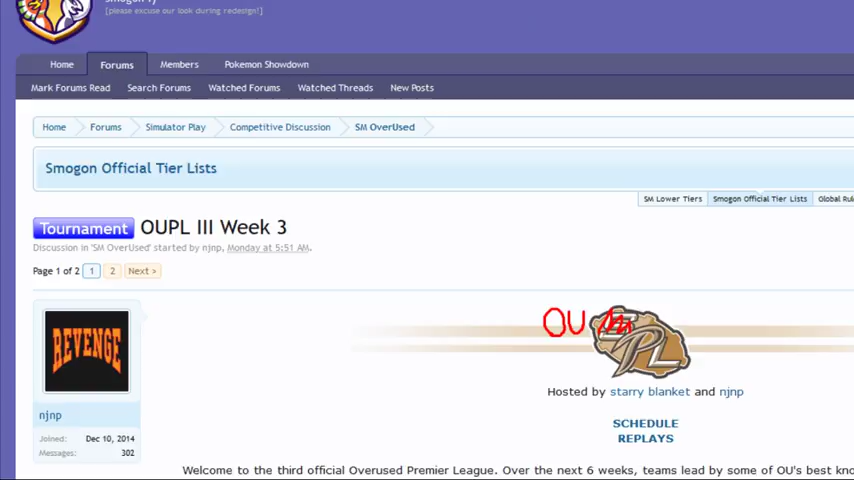 [please excuse our look during redesign!]
Home Forums Members Pokemon Showdown
Mark Forums Read Search Forums Watched Forums Watched Threads New Posts
Home Forums Simulator Play Competitive Discussion SM OverUsed
Smogon Official Tier Lists
SM Lower Tiers Smogon Official Tier Lists Global
Tournament OUPL III Week 3
Discussion in 'SM OverUsed' started by njnp, Monday at 5:51 AM.
Page 1 of 2 1 2 Next >
REVENGE
OU
PL
Hosted by starry blanket and njnp
njnp
SCHEDULE
Joined: Dec 10, 2014
REPLAYS
Messages: 302
Welcome to the third official Overused Premier League. Over the next 6 weeks, teams lead by some of OU's best